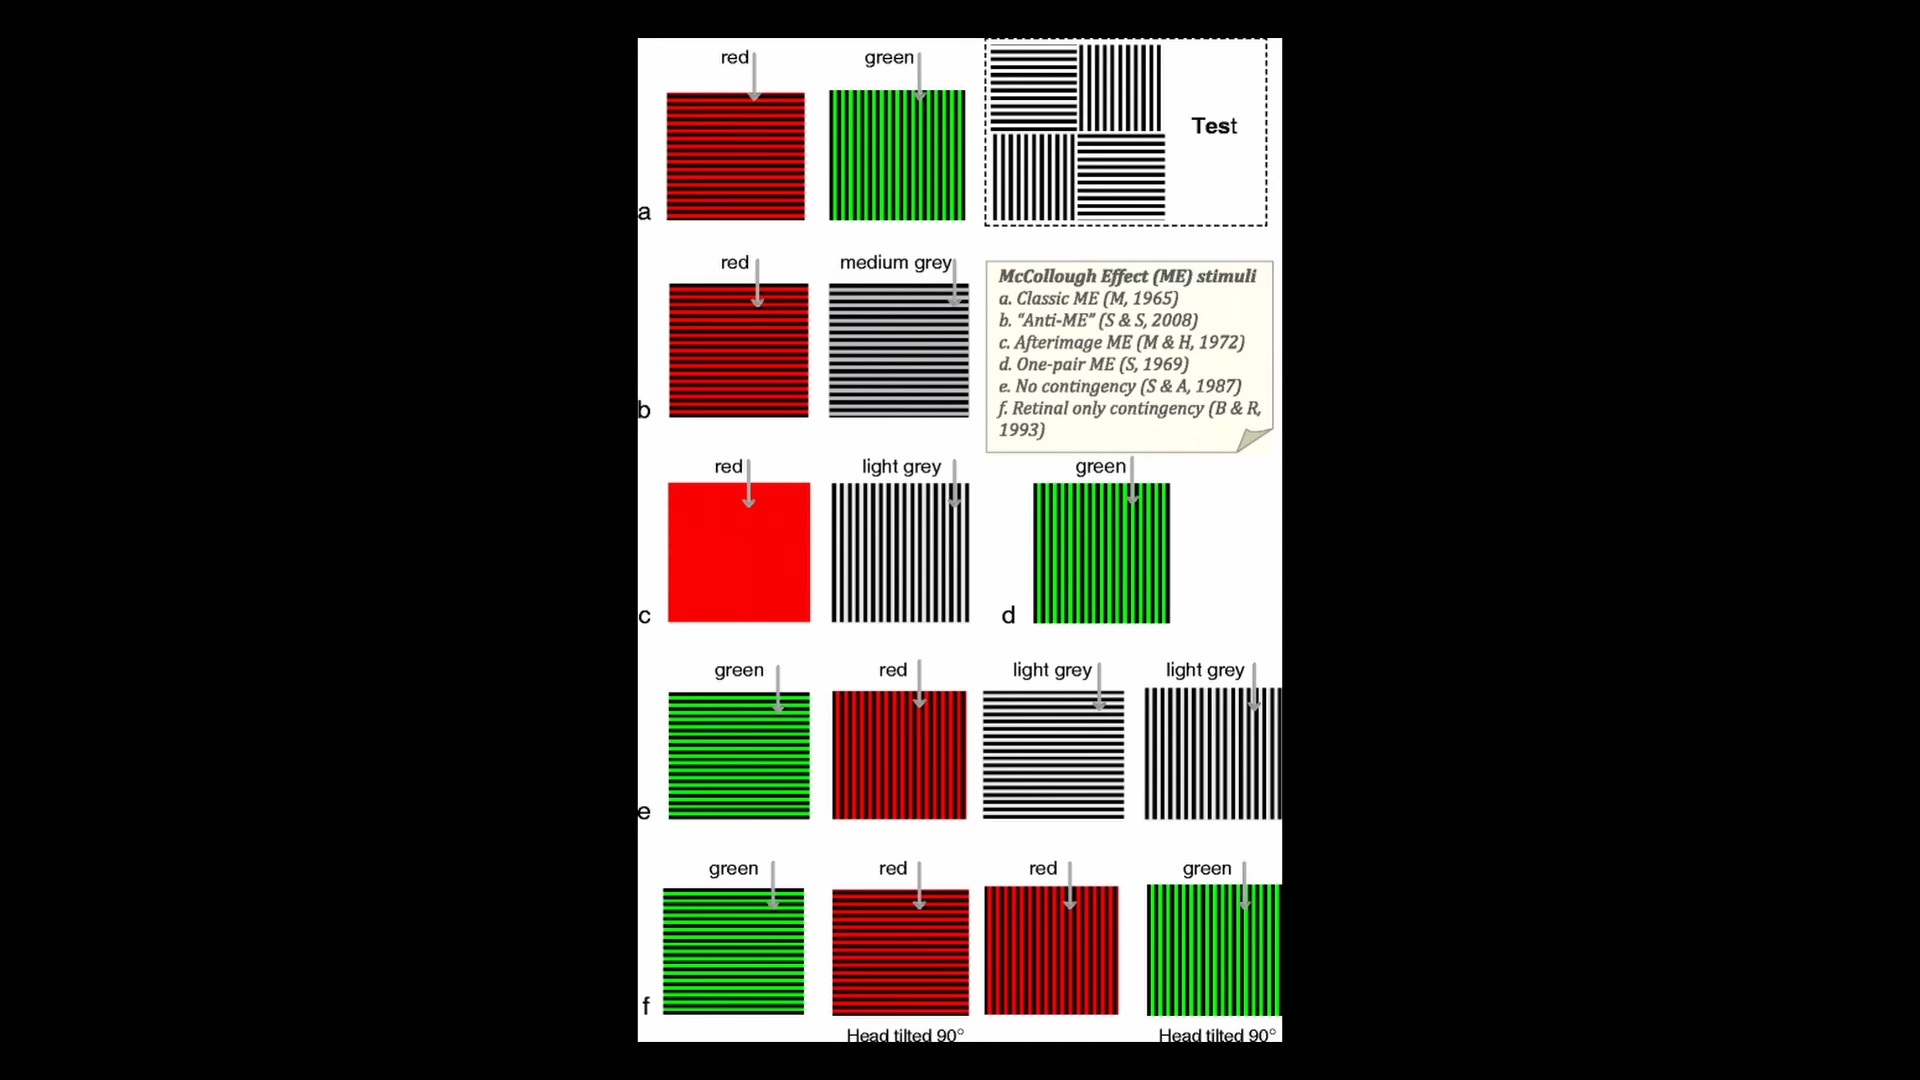 red
green
Test
a
red
medium grey
McCollough Effect (ME) stimuli
a. Classic ME (M, 1965)
b. “Anti-ME” (S & S, 2008)
c. Afterimage ME (M & H, 1972)
d. One-pair ME (S, 1969)
e. No contingency (S & A, 1987)
f. Retinal only contingency (B & R,
1993)
b
red
light grey
green
c
d
green
red
light grey
light grey
e
green
red
red
green
f
Head tilted 90°
Head tilted 90°